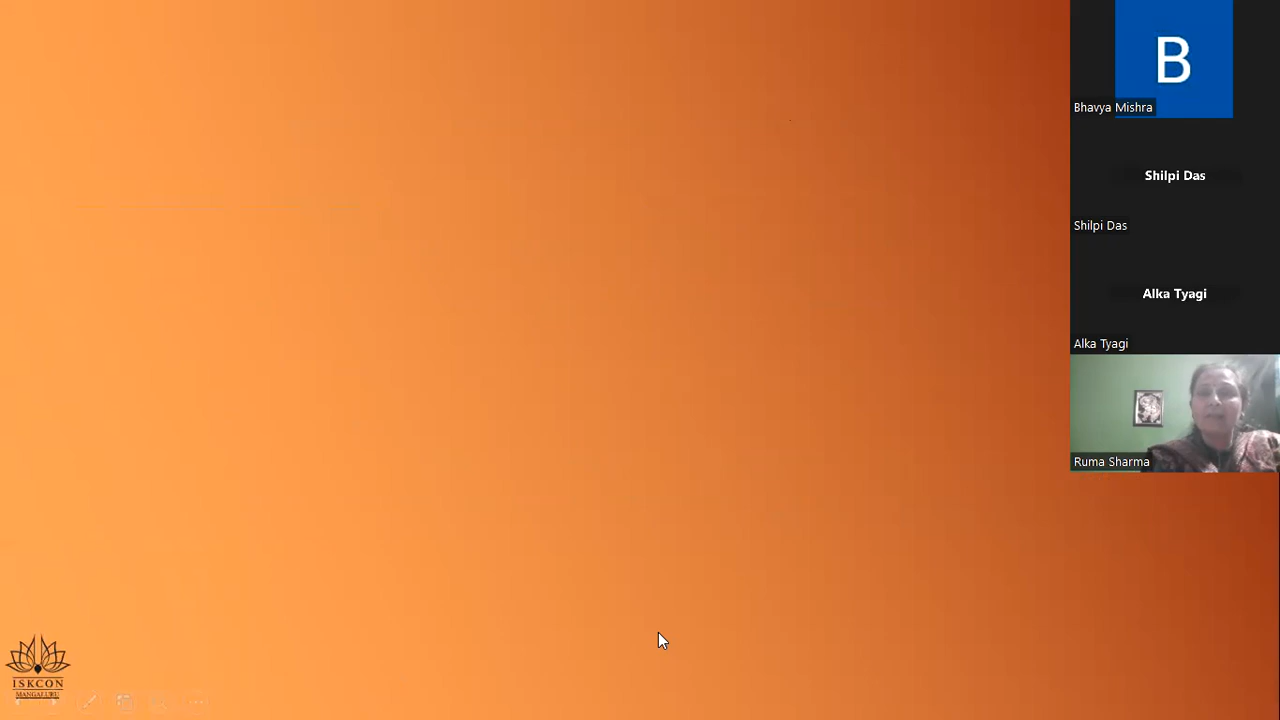 B
Bhavya Mishra
Shilpi Das
Shilpi Das
Alka Tyagi
Alka Tyagi
Ruma Sharma
ISKCON
MANGALURU